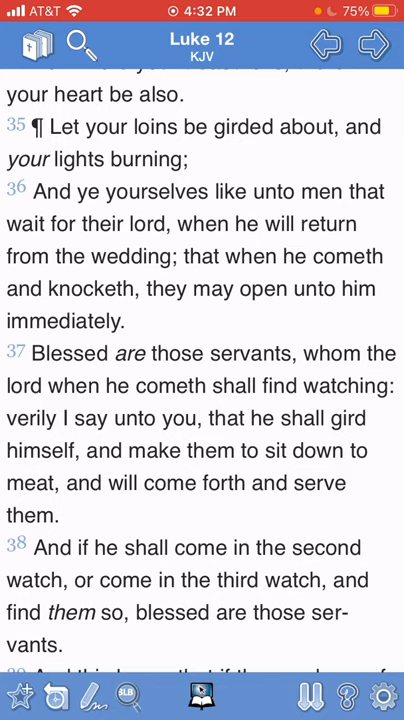 AT&T 4:32 PM 75%
Luke 12
KJV
your heart be also.
35 ¶ Let your loins be girded about, and
your lights burning;
36 And ye yourselves like unto men that
wait for their lord, when he will return
from the wedding; that when he cometh
and knocketh, they may open unto him
immediately.
37 Blessed are those servants, whom the
lord when he cometh shall find watching:
verily I say unto you, that he shall gird
himself, and make them to sit down to
meat, and will come forth and serve
them.
38 And if he shall come in the second
watch, or come in the third watch, and
find them so, blessed are those ser-
vants.
SLB